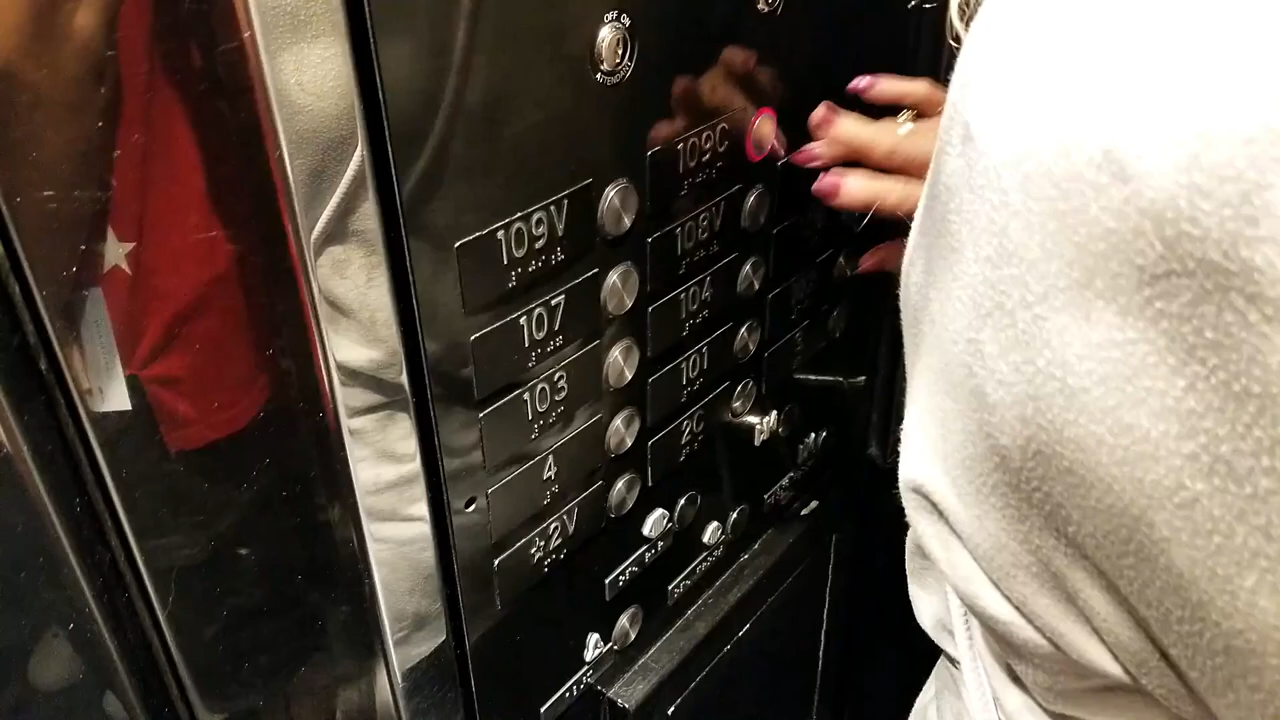 OFF ON
ATTENDANT
109C
109V
108V
107
104
103
101
4
2C
☆2V